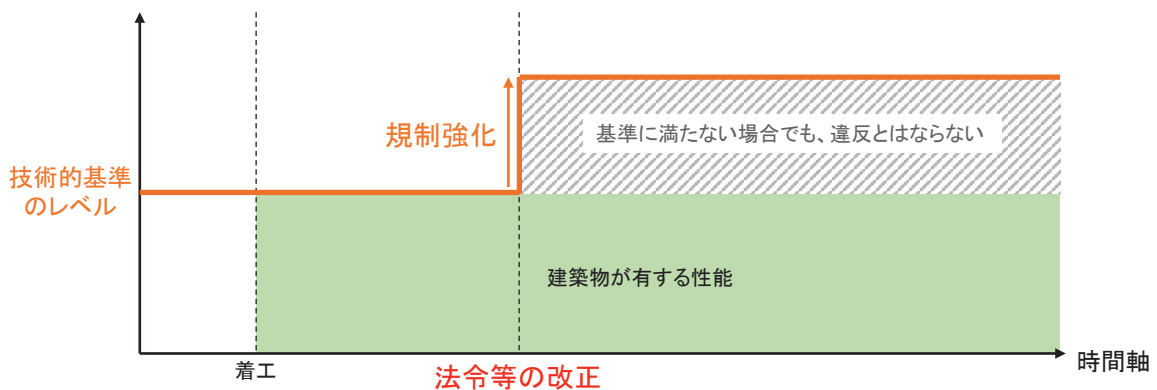 規制強化
基準に満たない場合でも、違反とはならない
技術的基準
のレベル
建築物が有する性能
着工
法令等の改正
時間軸